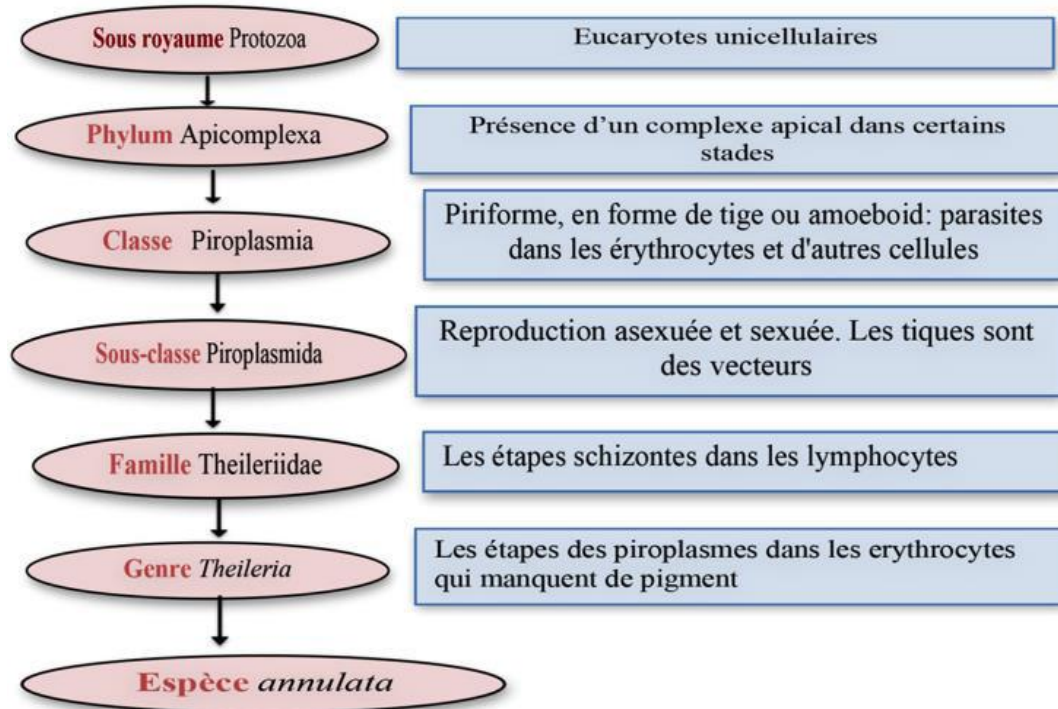 Sous royaume Protozoa
Eucaryotes unicellulaires
Phylum Apicomplexa
Présence d’un complexe apical dans certains
stades
Classe Piroplasmia
Piriforme, en forme de tige ou amoeboid: parasites
dans les érythrocytes et d'autres cellules
Sous-classe Piroplasmida
Reproduction asexuée et sexuée. Les tiques sont
des vecteurs
Famille Theileriidae
Les étapes schizontes dans les lymphocytes
Genre Theileria
Les étapes des piroplasmes dans les erythrocytes
qui manquent de pigment
Espèce annulata